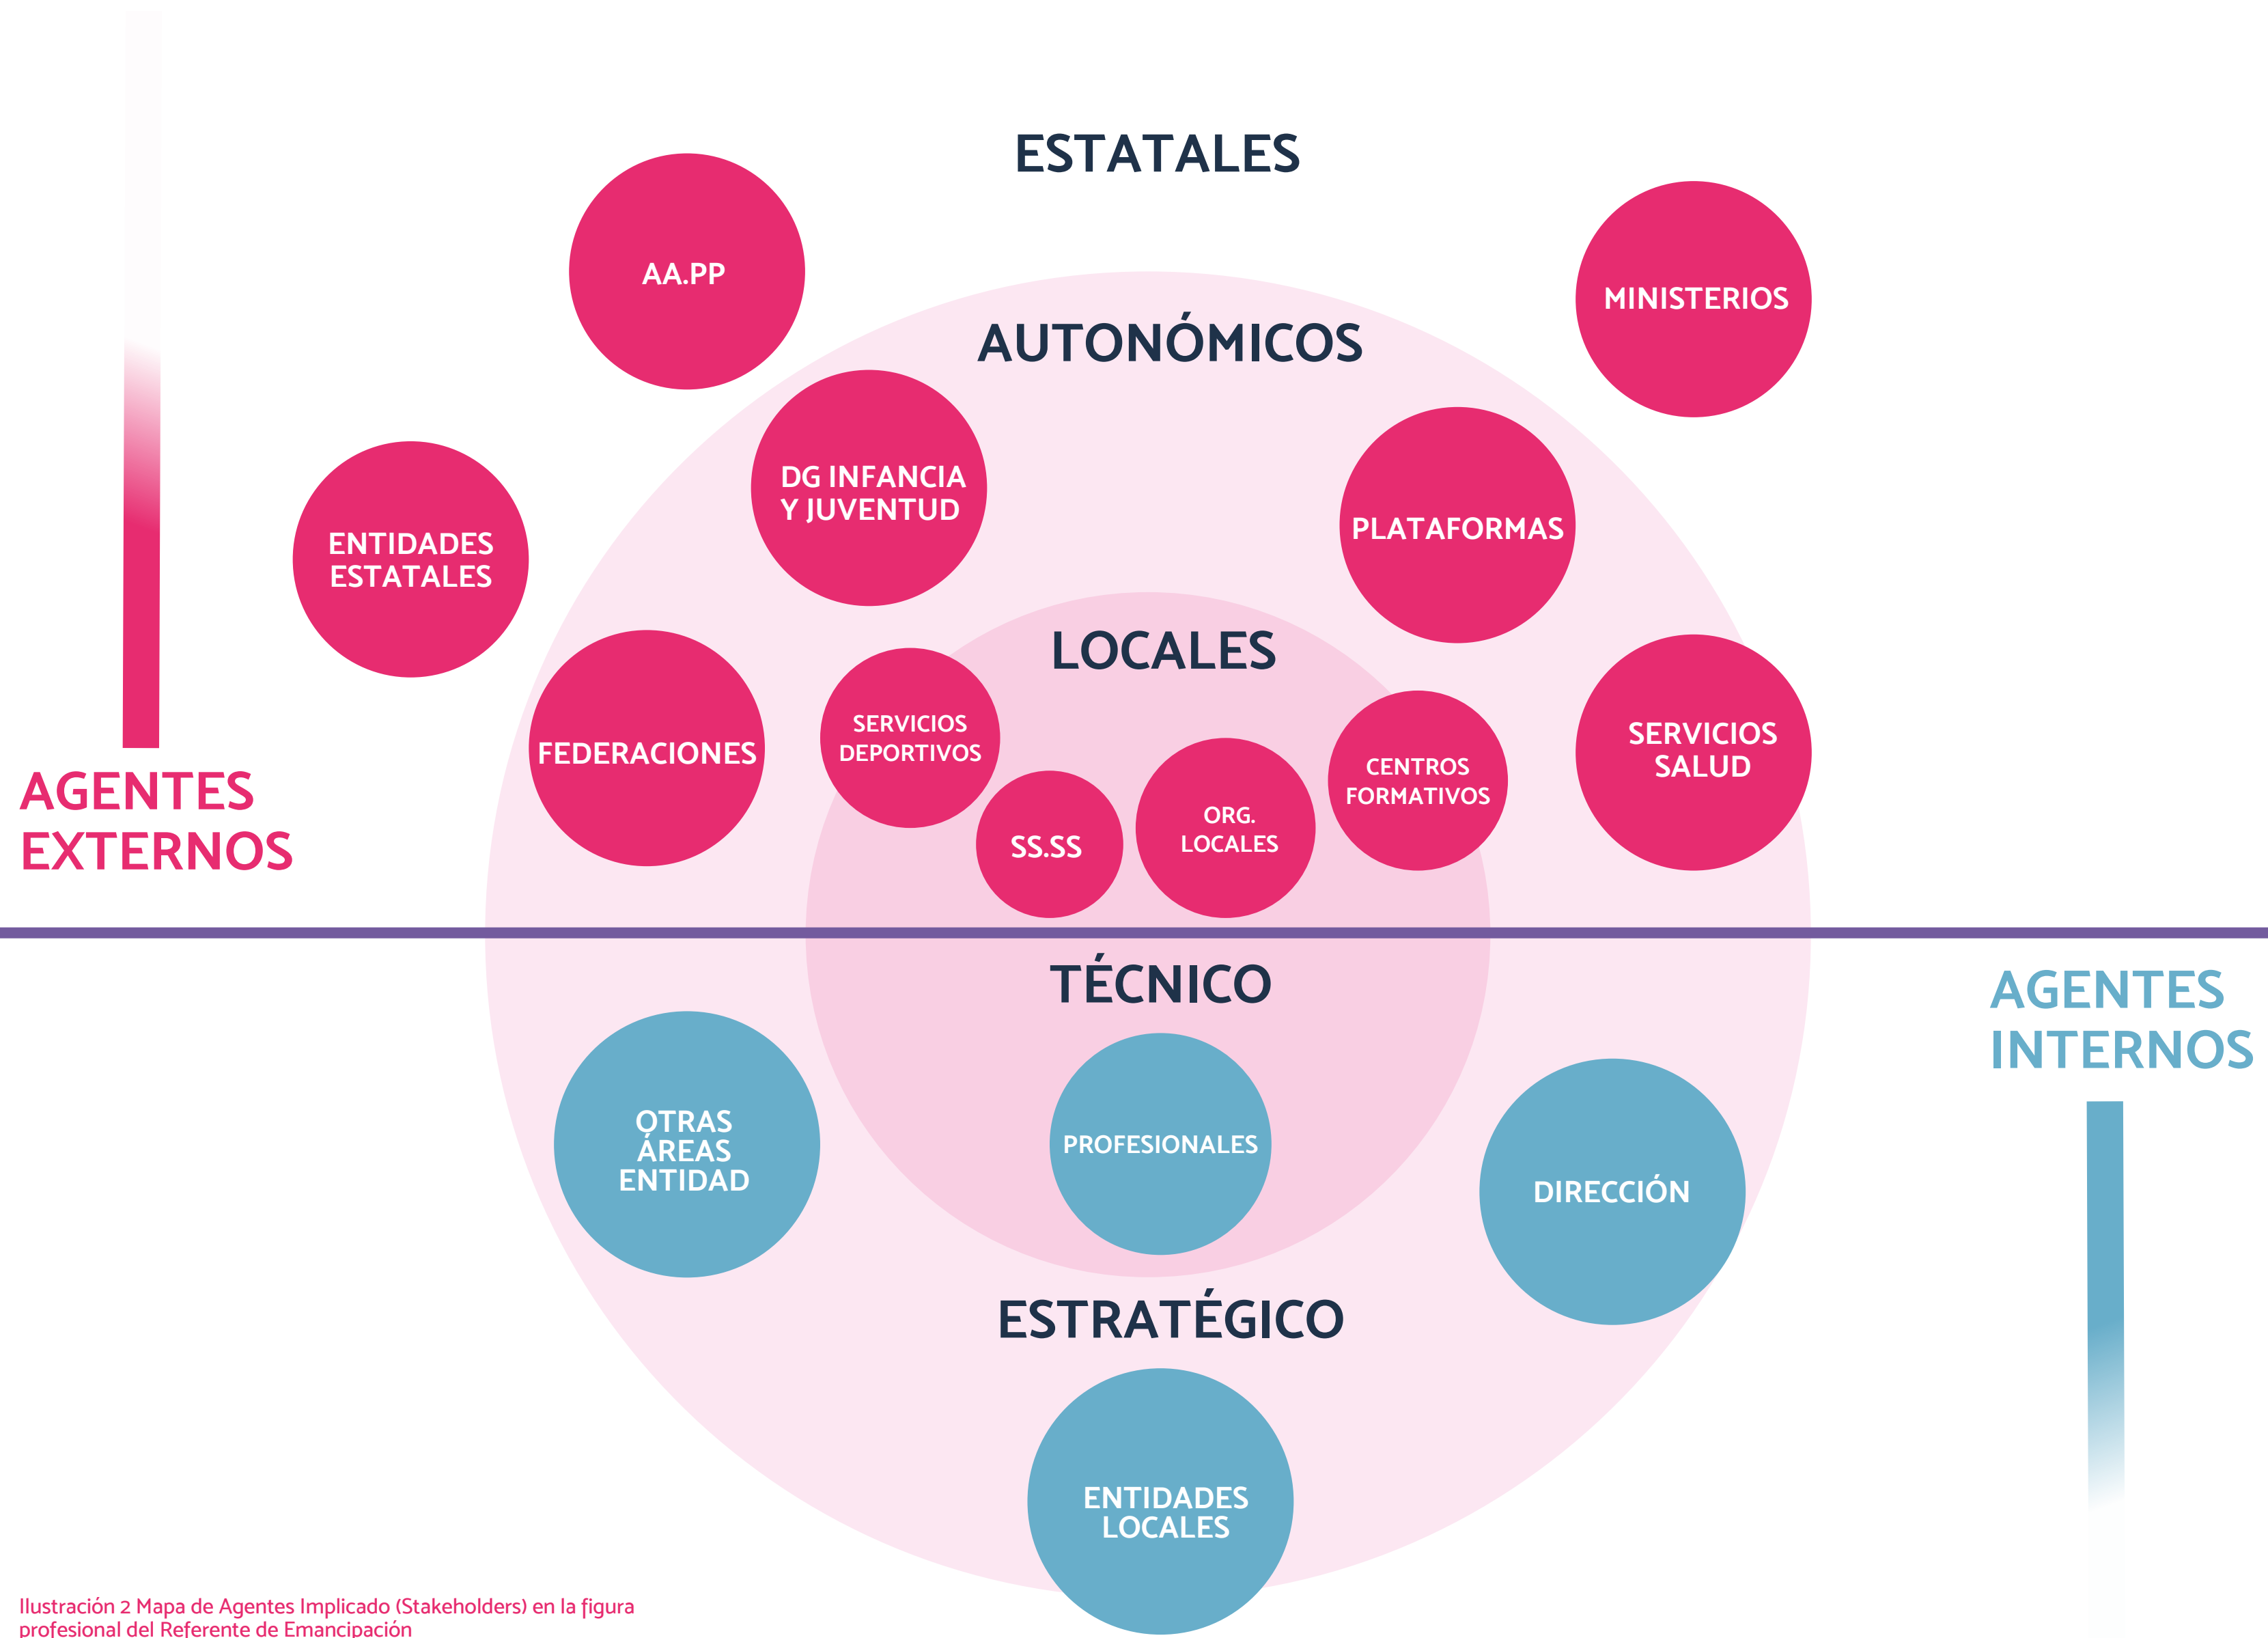 ESTATALES
AA.PP
MINISTERIOS
AUTONÓMICOS
DG INFANCIA
Y JUVENTUD
PLATAFORMAS
ENTIDADES
ESTATALES
LOCALES
FEDERACIONES
SERVICIOS
DEPORTIVOS
SS.SS
ORG.
LOCALES
CENTROS
FORMATIVOS
SERVICIOS
SALUD
AGENTES
EXTERNOS
TÉCNICO
AGENTES
INTERNOS
OTRAS
ÁREAS
ENTIDAD
PROFESIONALES
DIRECCIÓN
ESTRATÉGICO
ENTIDADES
LOCALES
Ilustración 2 Mapa de Agentes Implicado (Stakeholders) en la figura
profesional del Referente de Emancipación